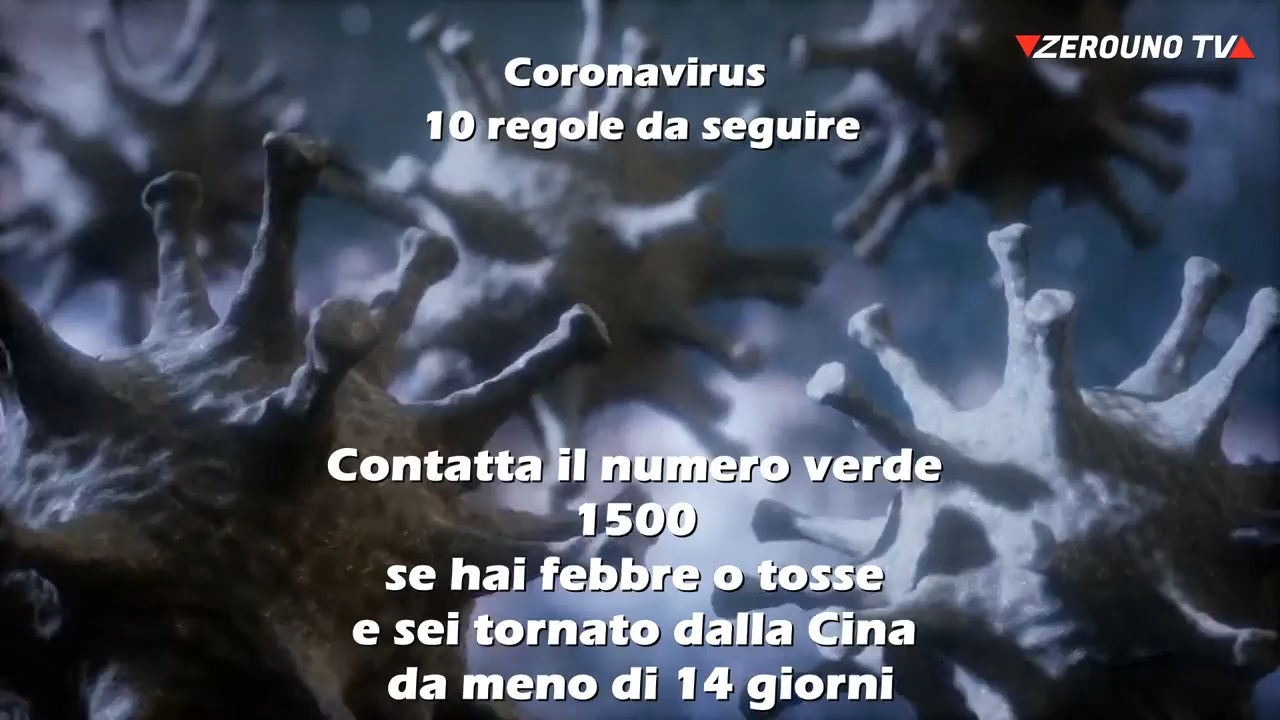 ZEROUNO TV
Coronavirus
10 regole da seguire
Contatta il numero verde
1500
se hai febbre o tosse
e sei tornato dalla Cina
da meno di 14 giorni